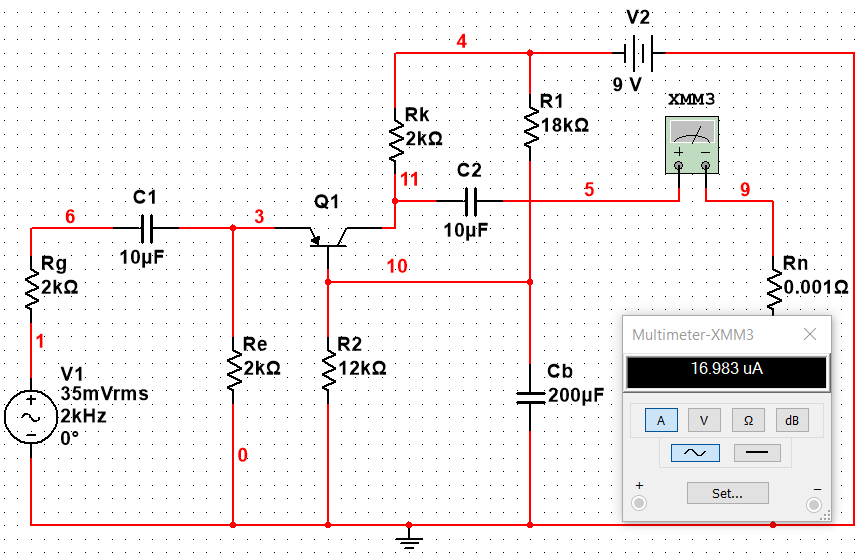 V2
4
9 V
XMM3
Rk
2kΩ
R1
18kΩ
+ −
11
C2
10µF
5
9
C1
10µF
6
3
Q1
10
Rg
2kΩ
Rn
0.001Ω
1
Re
2kΩ
R2
12kΩ
Cb
200µF
V1
35mVrms
2kHz
0°
+
−
0
Multimeter-XMM3
16.983 uA
A V Ω dB
+ −
Set...